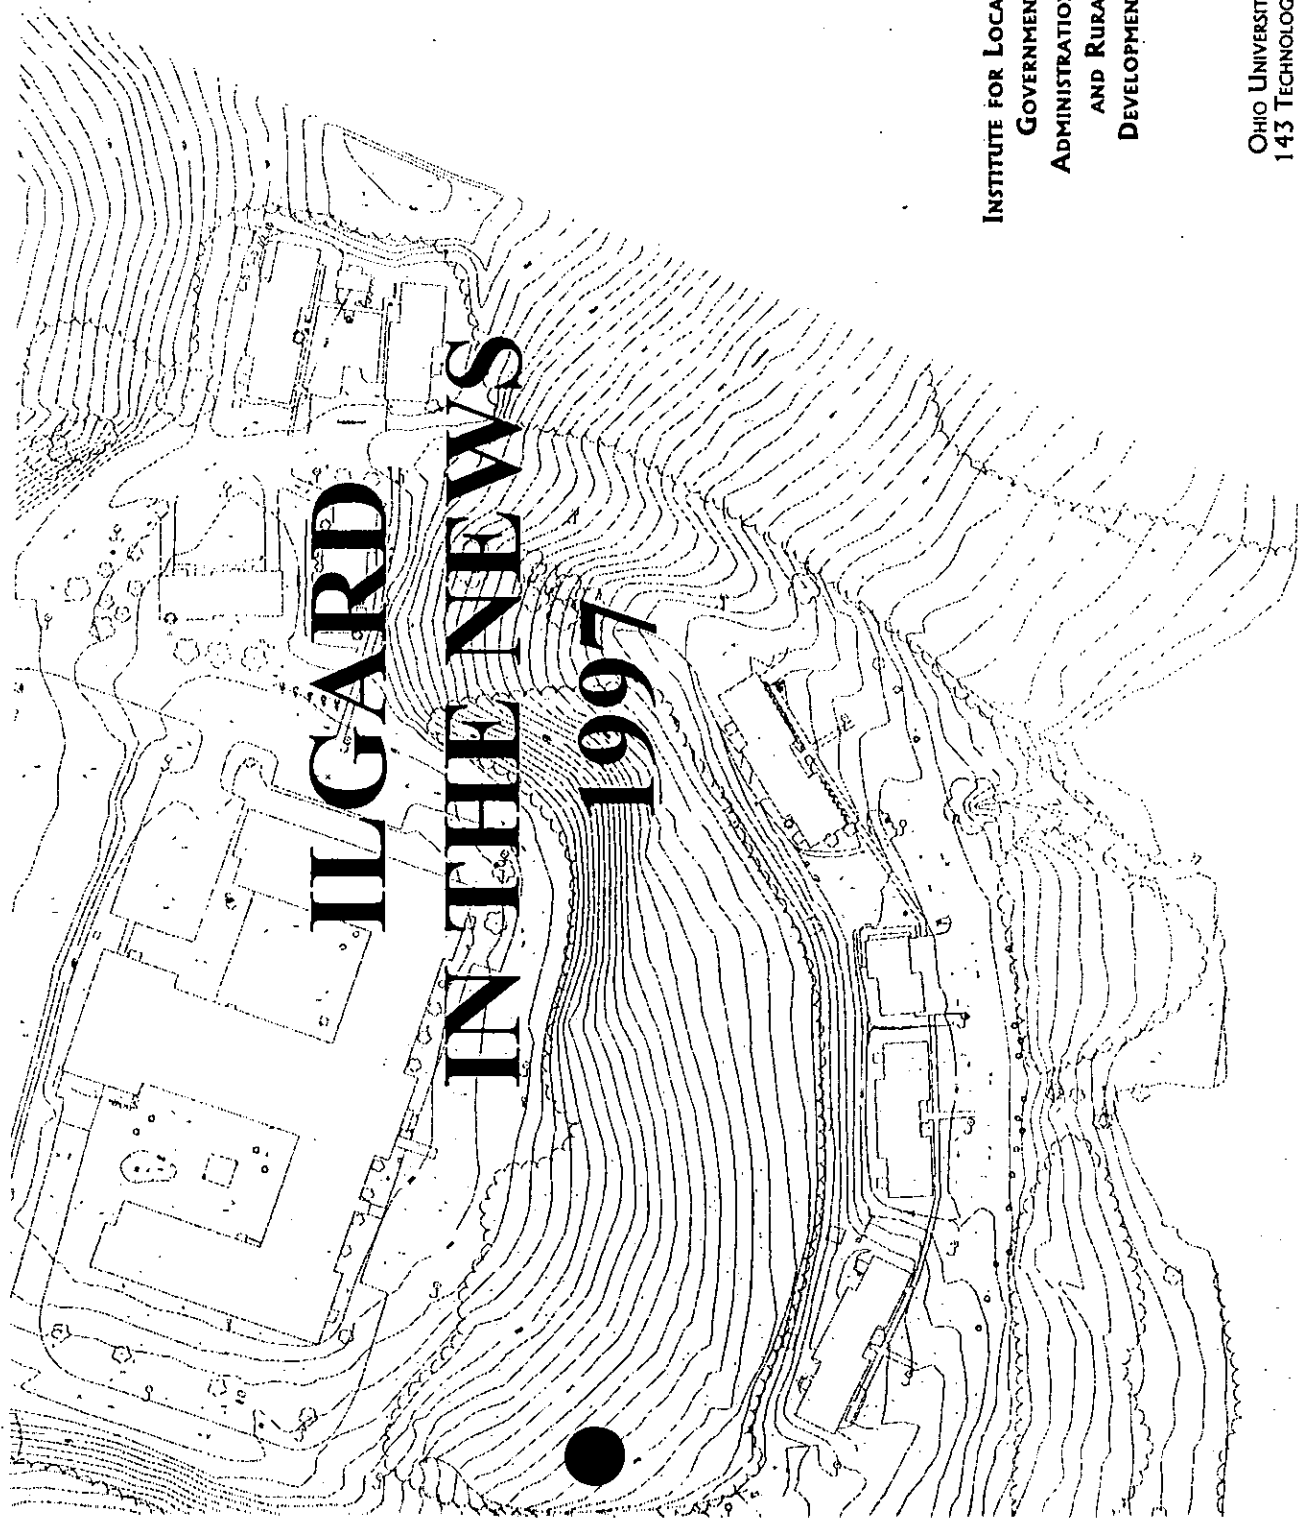 ILGARD
IN THE NEWS
1997
INSTITUTE FOR LOCA
GOVERNMEN
ADMINISTRATIO
AND RURA
DEVELOPMEN
OHIO UNIVERSIT
143 TECHNOLOG